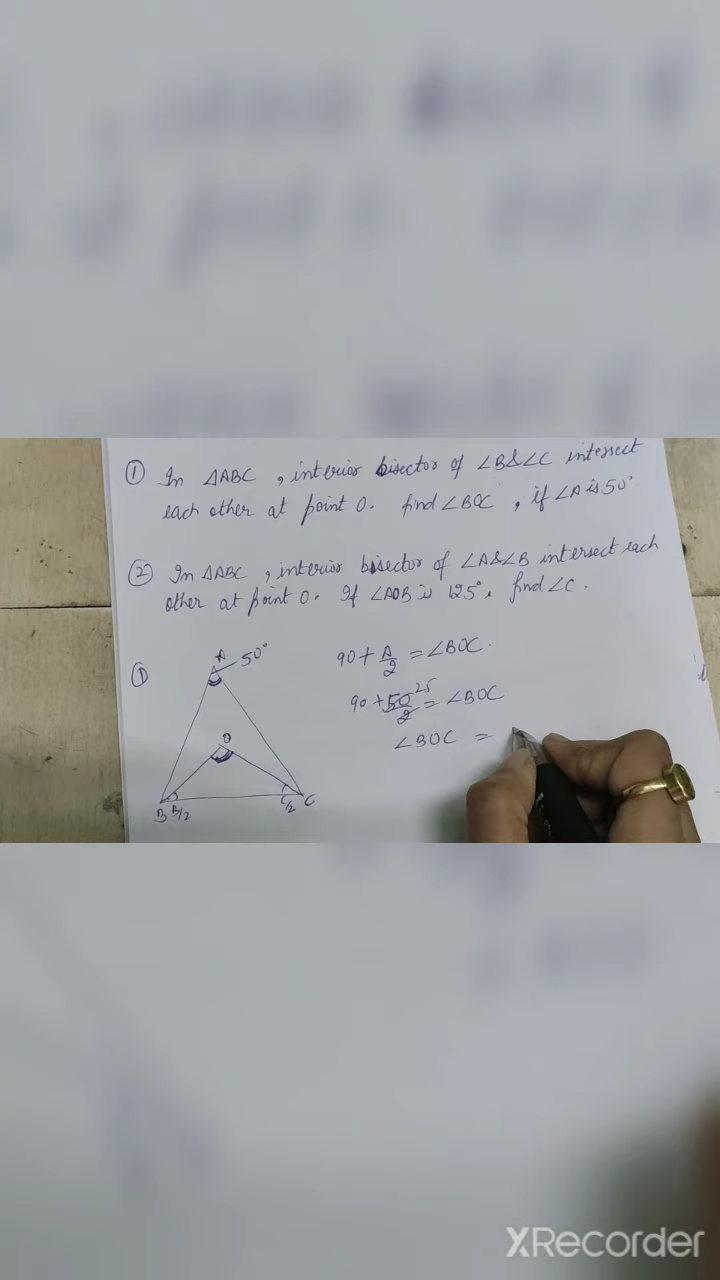 ① In △ABC, interior bisector of ∠B&∠C intersect
each other at point O. find ∠BOC, if ∠A is 50°.
② In △ABC, interior bisector of ∠A&∠B intersect each
other at point O. If ∠AOB is 125°, find ∠C.
①
A 50°
O
B B/2 C/2 C
90 + A/2 = ∠BOC.
90 + 50/2 25 = ∠BOC
∠BOC =
XRecorder